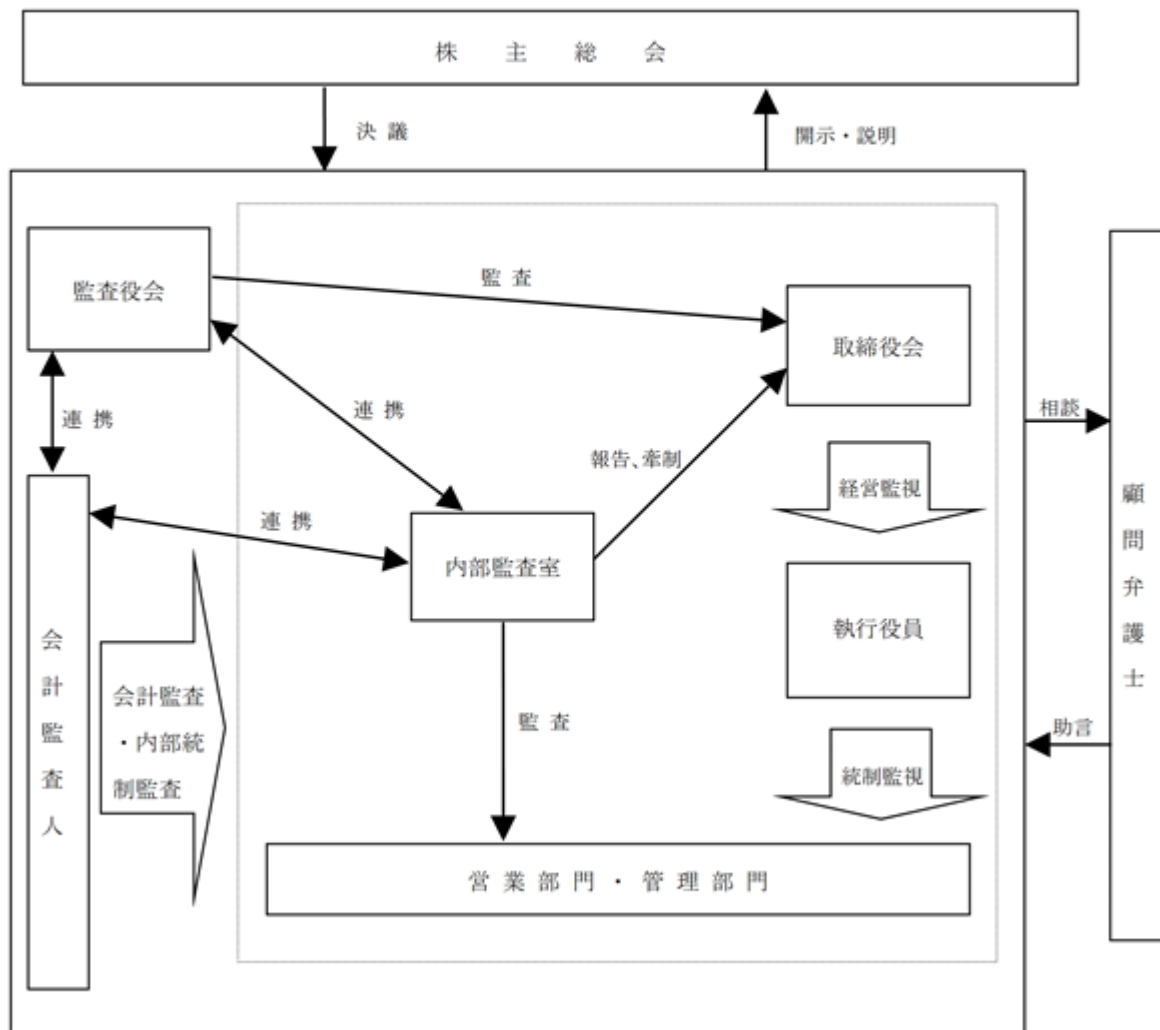 株主総会
決議
開示・説明
監査役会
監査
取締役会
連携
連携
報告、牽制
相談
経営監視
連携
内部監査室
顧問弁護士
会計監査人
会計監査
・内部統
制監査
執行役員
監査
助言
統制監視
営業部門・管理部門